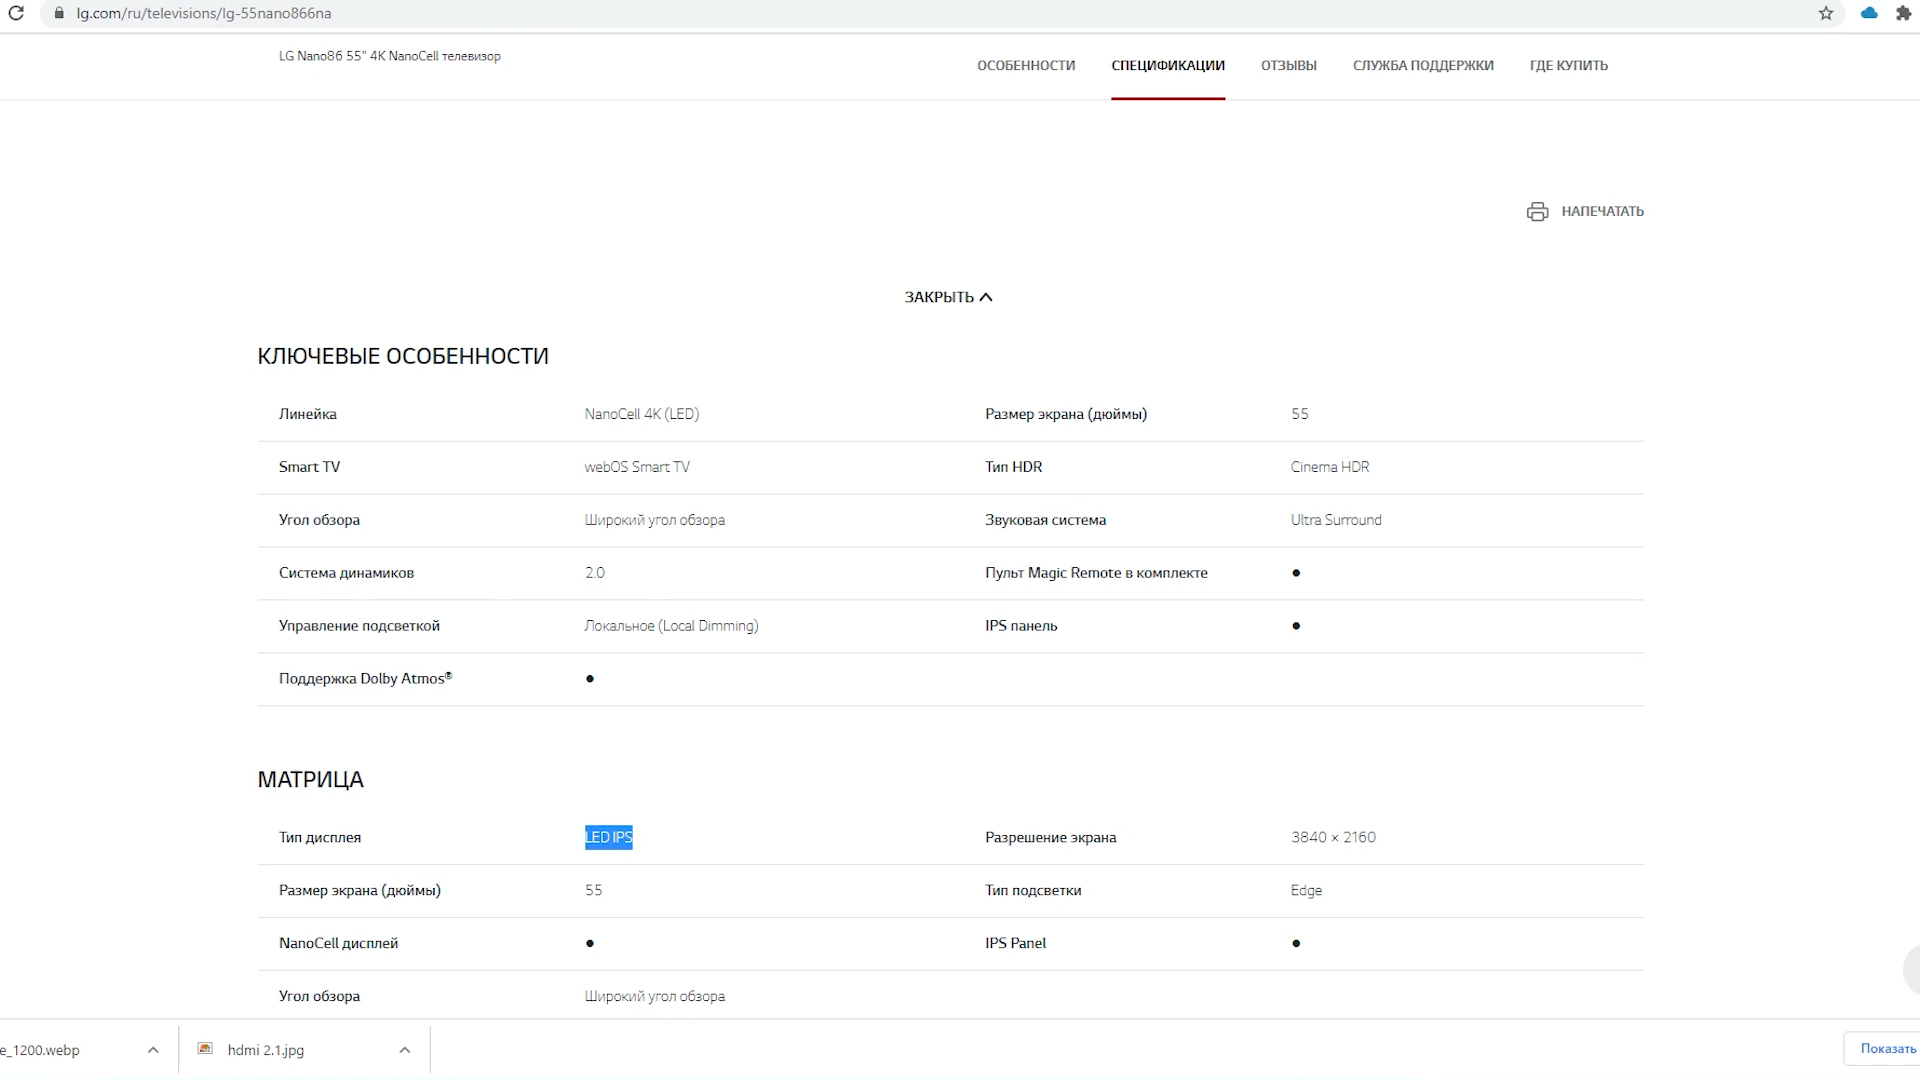 lg.com/ru/televisions/lg-55nano866na
LG Nano86 55'' 4K NanoCell телевизор
ОСОБЕННОСТИ СПЕЦИФИКАЦИИ ОТЗЫВЫ СЛУЖБА ПОДДЕРЖКИ ГДЕ КУПИТЬ
НАПЕЧАТАТЬ
ЗАКРЫТЬ
КЛЮЧЕВЫЕ ОСОБЕННОСТИ
Линейка NanoCell 4K (LED) Размер экрана (дюймы) 55
Smart TV webOS Smart TV Тип HDR Cinema HDR
Угол обзора Широкий угол обзора Звуковая система Ultra Surround
Система динамиков 2.0 Пульт Magic Remote в комплекте ●
Управление подсветкой Локальное (Local Dimming) IPS панель ●
Поддержка Dolby Atmos® ●
МАТРИЦА
Тип дисплея LED IPS Разрешение экрана 3840 × 2160
Размер экрана (дюймы) 55 Тип подсветки Edge
NanoCell дисплей ● IPS Panel ●
Угол обзора Широкий угол обзора
e_1200.webp hdmi 2.1.jpg Показать